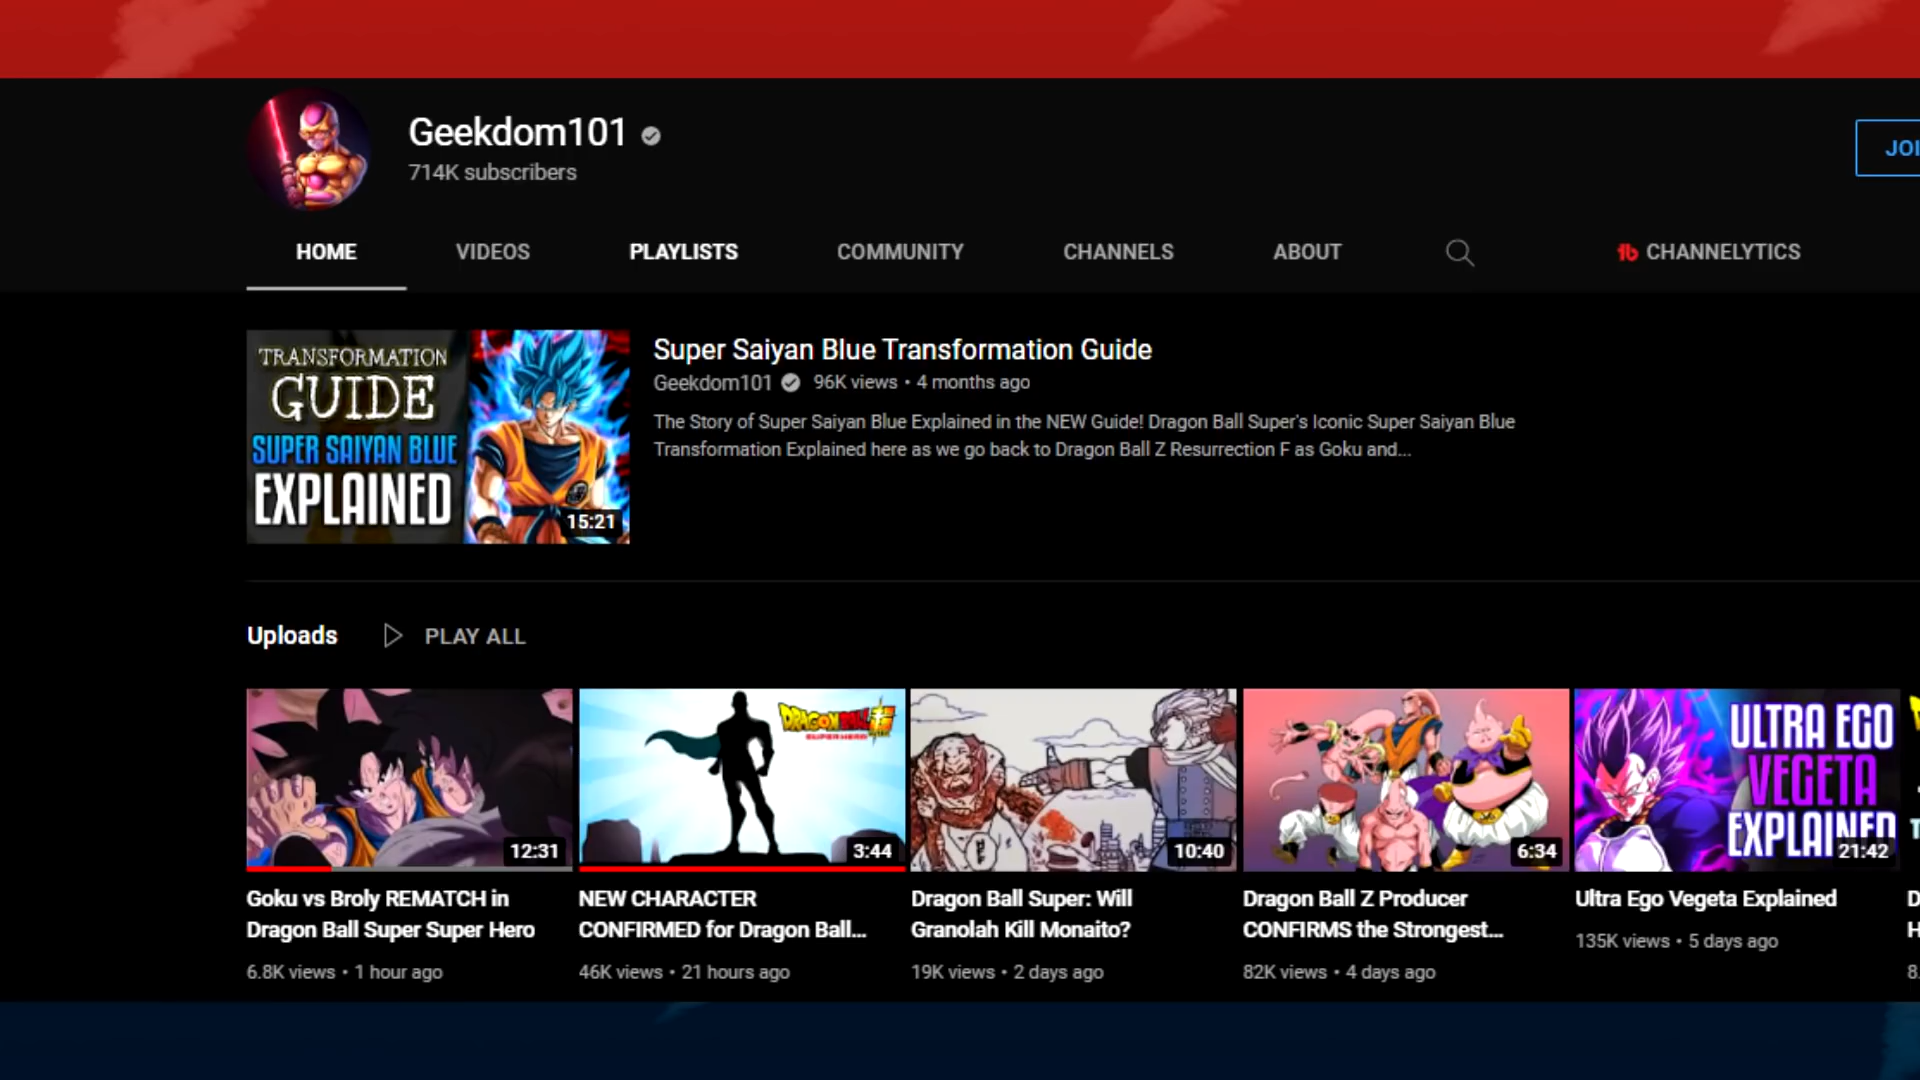 Geekdom101
714K subscribers
JOI
HOME
VIDEOS
PLAYLISTS
COMMUNITY
CHANNELS
ABOUT
CHANNELYTICS
TRANSFORMATION
GUIDE
SUPER SAIYAN BLUE
EXPLAINED
15:21
Super Saiyan Blue Transformation Guide
Geekdom101 96K views • 4 months ago
The Story of Super Saiyan Blue Explained in the NEW Guide! Dragon Ball Super's Iconic Super Saiyan Blue
Transformation Explained here as we go back to Dragon Ball Z Resurrection F as Goku and...
Uploads
PLAY ALL
12:31
Goku vs Broly REMATCH in
Dragon Ball Super Super Hero
6.8K views • 1 hour ago
DRAGON BALL 超
SUPER HERO
3:44
NEW CHARACTER
CONFIRMED for Dragon Ball...
46K views • 21 hours ago
10:40
Dragon Ball Super: Will
Granolah Kill Monaito?
19K views • 2 days ago
6:34
Dragon Ball Z Producer
CONFIRMS the Strongest...
82K views • 4 days ago
ULTRA EGO
VEGETA
EXPLAINED
21:42
Ultra Ego Vegeta Explained
135K views • 5 days ago
D
H
8.